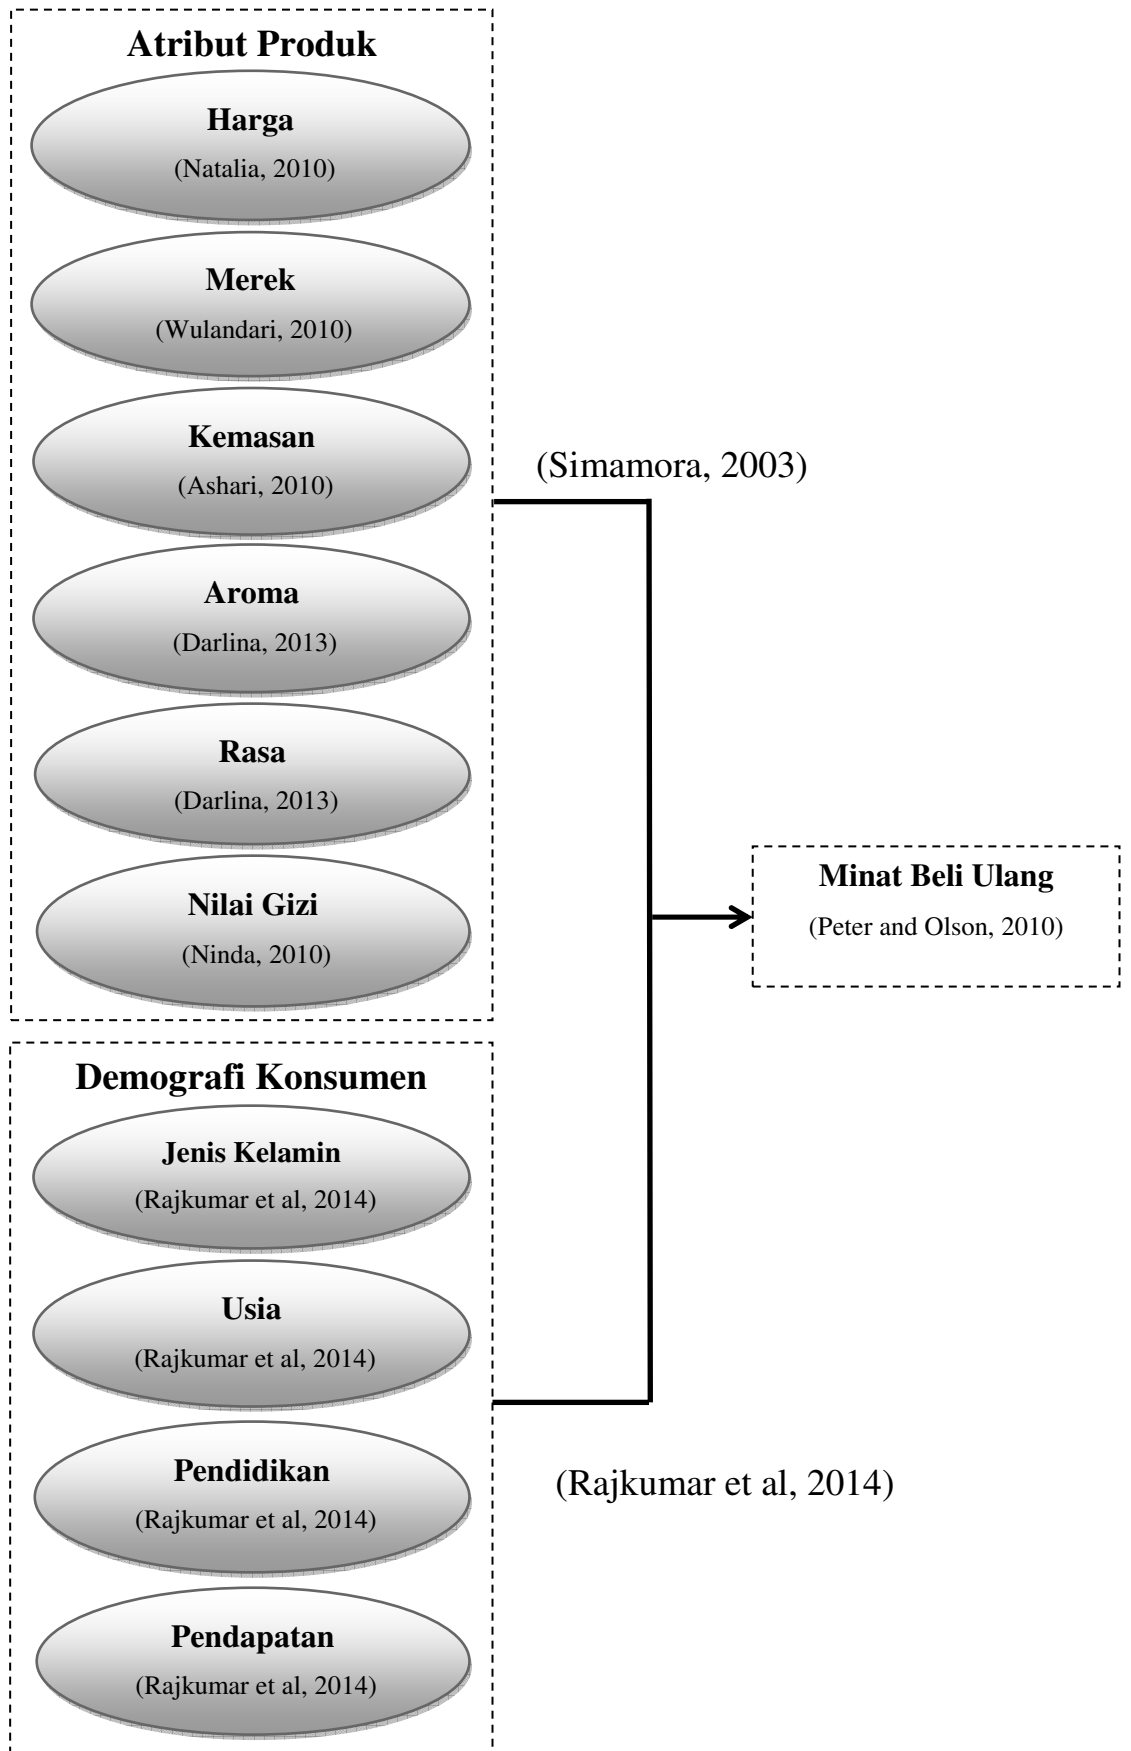 Atribut Produk
Harga
(Natalia, 2010)
Merek
(Wulandari, 2010)
Kemasan
(Ashari, 2010)
Aroma
(Darlina, 2013)
Rasa
(Darlina, 2013)
Nilai Gizi
(Ninda, 2010)
(Simamora, 2003)
Minat Beli Ulang
(Peter and Olson, 2010)
Demografi Konsumen
Jenis Kelamin
(Rajkumar et al, 2014)
Usia
(Rajkumar et al, 2014)
Pendidikan
(Rajkumar et al, 2014)
Pendapatan
(Rajkumar et al, 2014)
(Rajkumar et al, 2014)